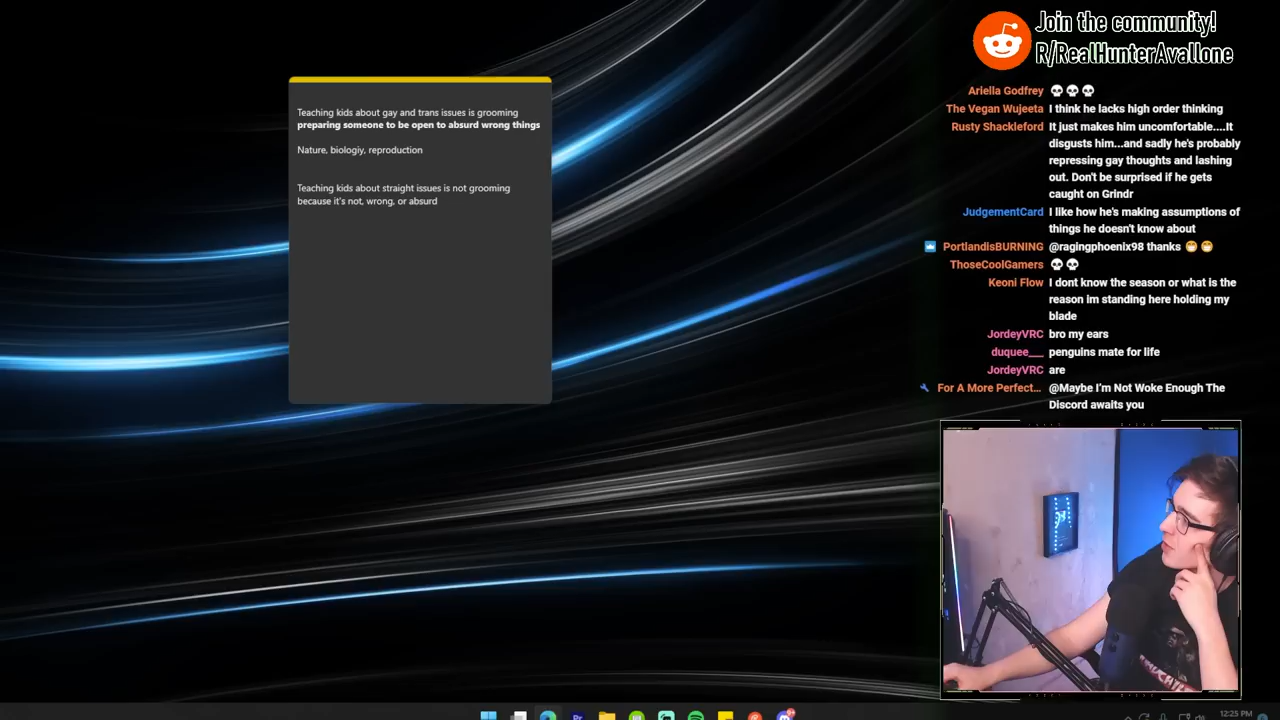 Join the community!
R/RealHunterAvallone
Teaching kids about gay and trans issues is grooming
preparing someone to be open to absurd wrong things
Nature, biologiy, reproduction
Teaching kids about straight issues is not grooming
because it's not, wrong, or absurd
Ariella Godfrey
The Vegan Wujeeta I think he lacks high order thinking
Rusty Shackleford It just makes him uncomfortable....It
disgusts him...and sadly he's probably
repressing gay thoughts and lashing
out. Don't be surprised if he gets
caught on Grindr
JudgementCard I like how he's making assumptions of
things he doesn't know about
PortlandisBURNING @ragingphoenix98 thanks
ThoseCoolGamers
Keoni Flow I dont know the season or what is the
reason im standing here holding my
blade
JordeyVRC bro my ears
duquee__ penguins mate for life
JordeyVRC are
For A More Perfect... @Maybe I'm Not Woke Enough The
Discord awaits you
12:25 PM